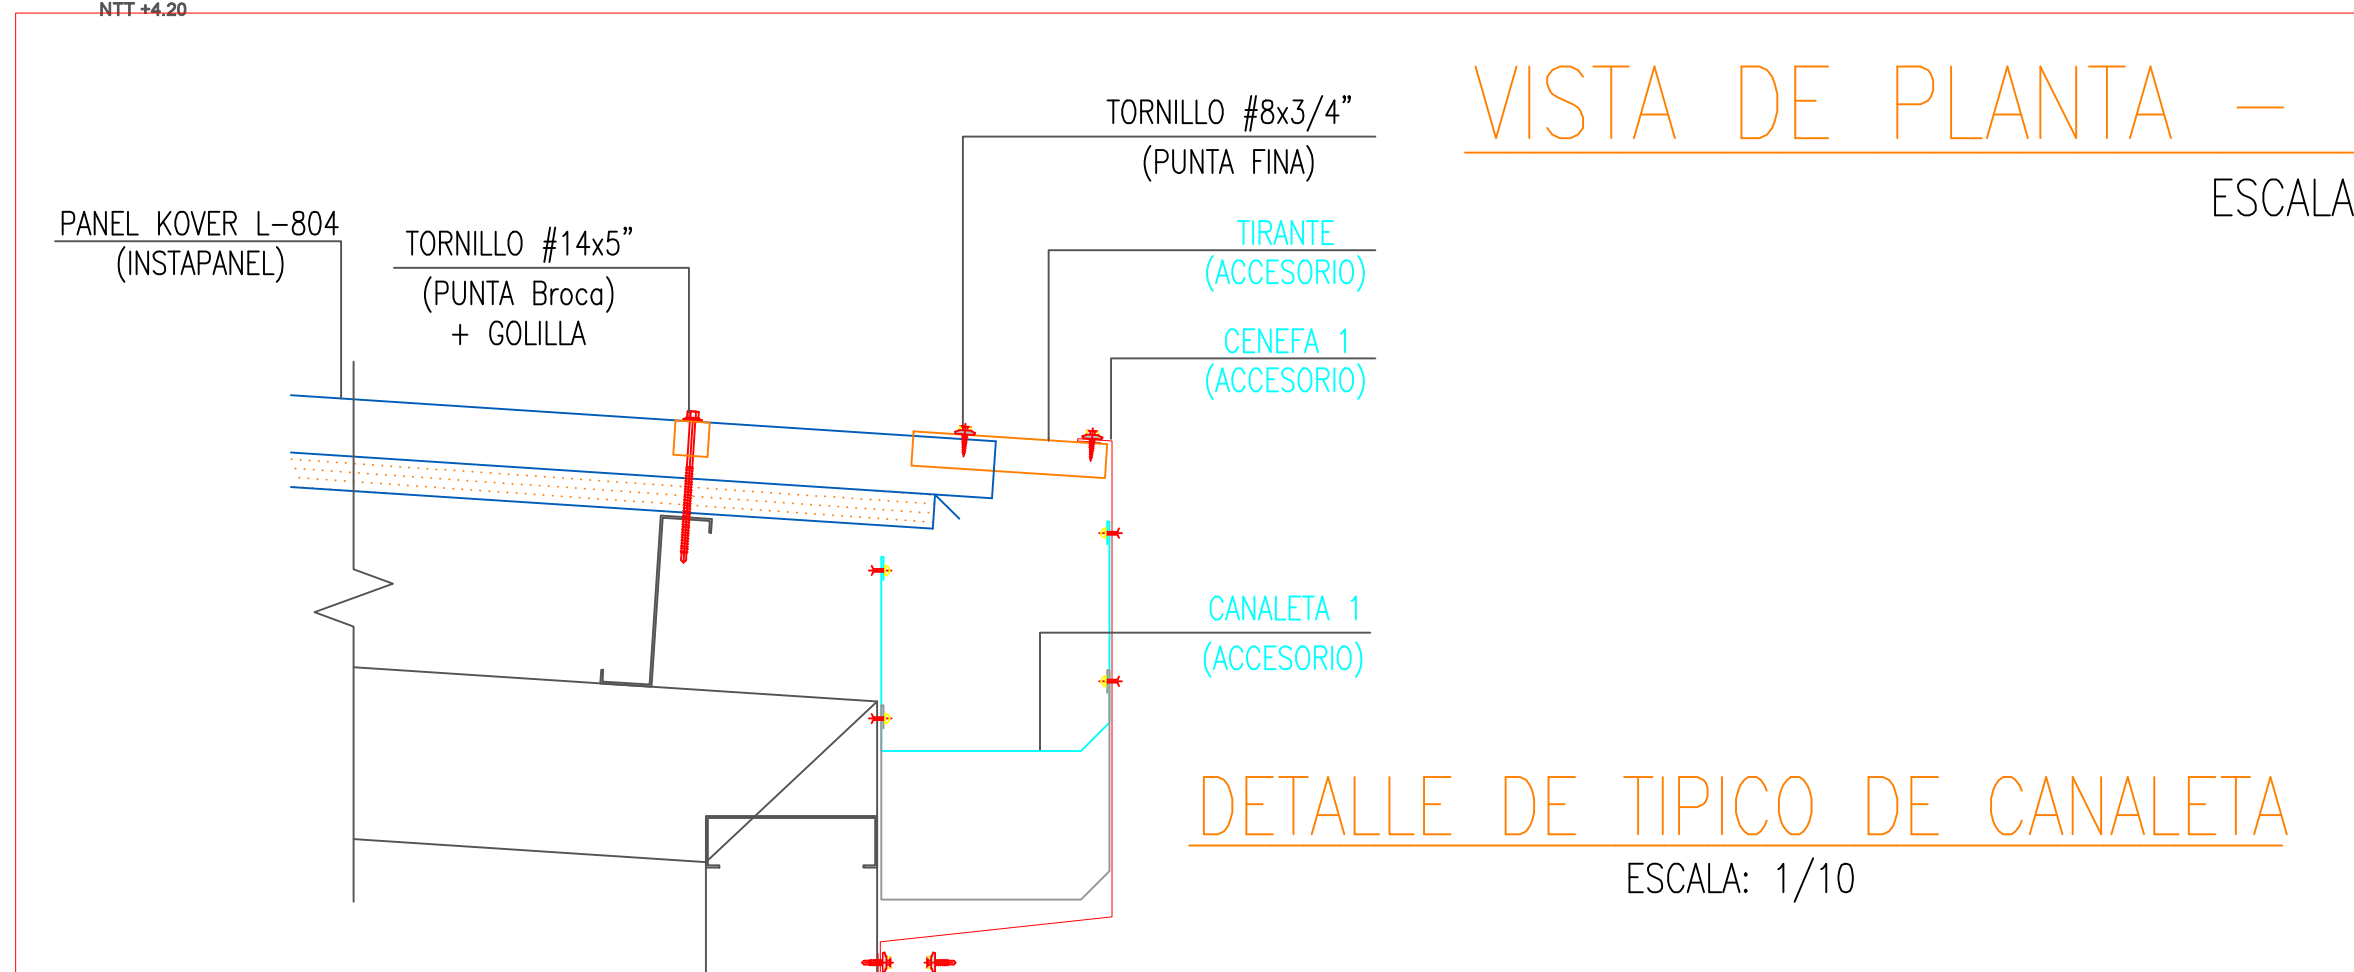 NTT +4.20
VISTA DE PLANTA -
ESCALA
TORNILLO #8x3/4”
(PUNTA FINA)
PANEL KOVER L-804
(INSTAPANEL)
TORNILLO #14x5”
(PUNTA Broca)
+ GOLILLA
TIRANTE
(ACCESORIO)
CENEFA 1
(ACCESORIO)
CANALETA 1
(ACCESORIO)
DETALLE DE TIPICO DE CANALETA
ESCALA: 1/10